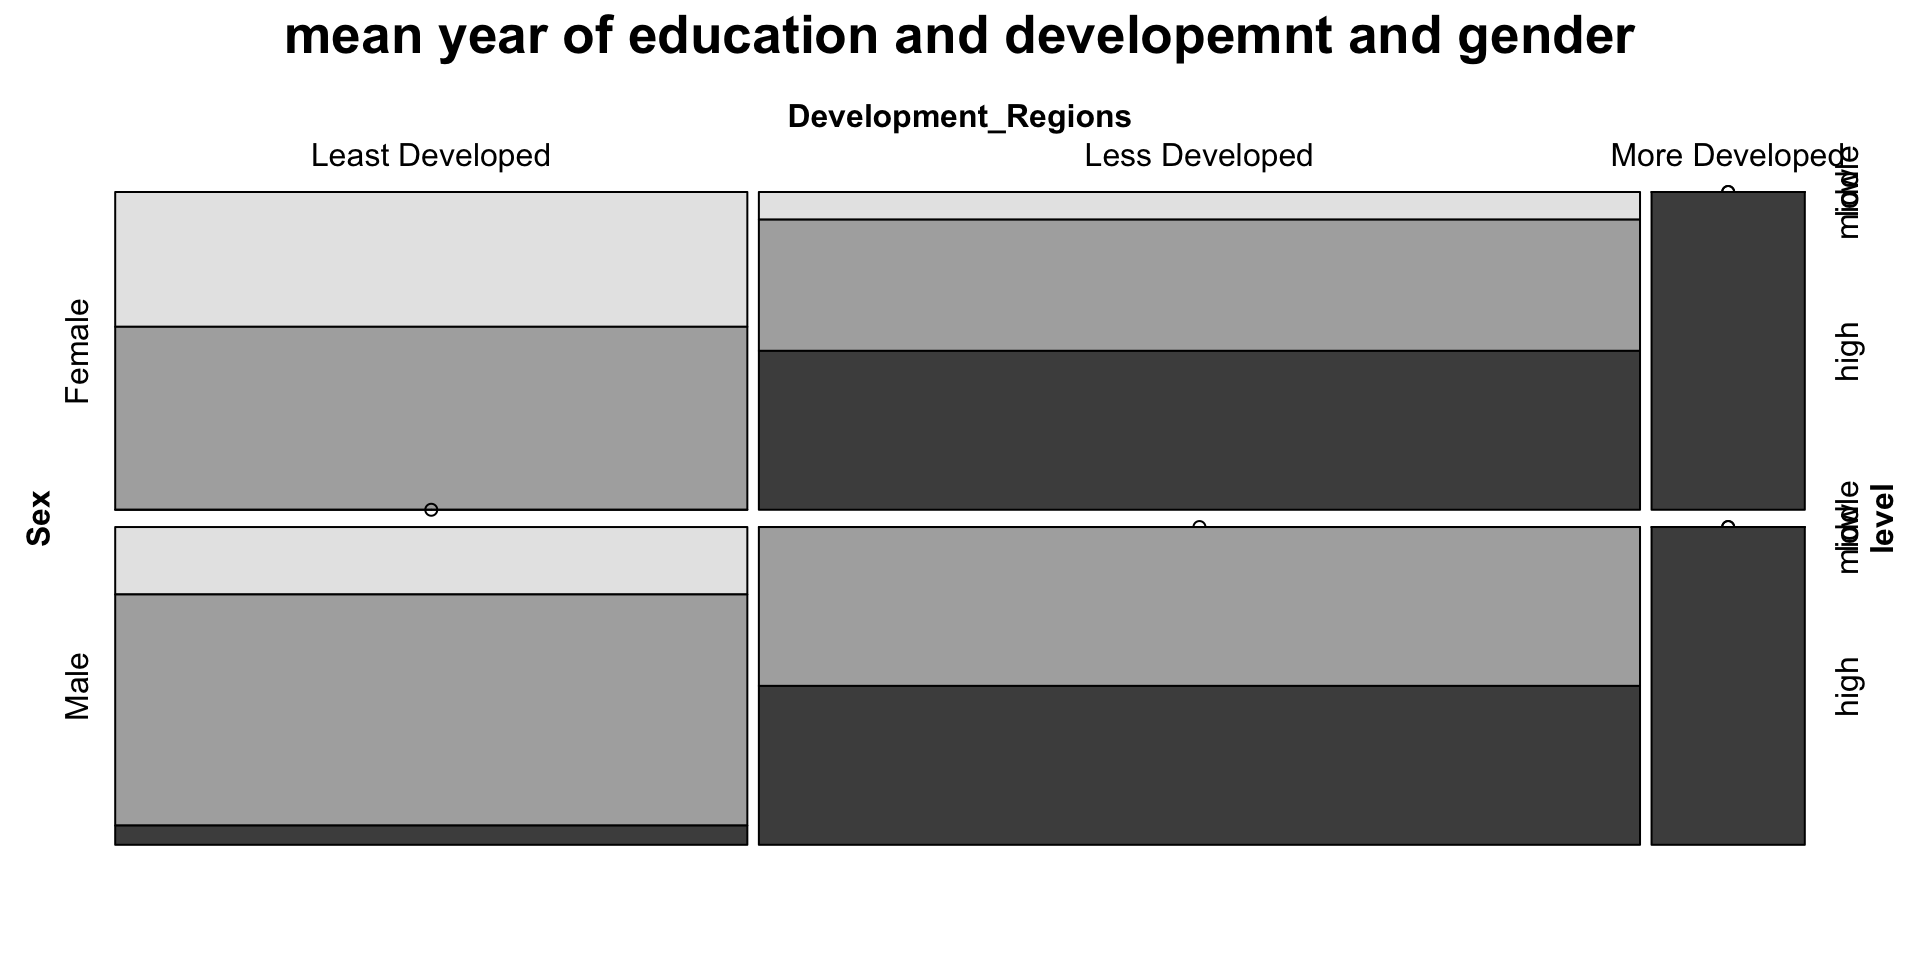 mean year of education and developemnt and gender
Development_Regions
Least Developed Less Developed More Developed
Sex
Female
Male
high
high
level